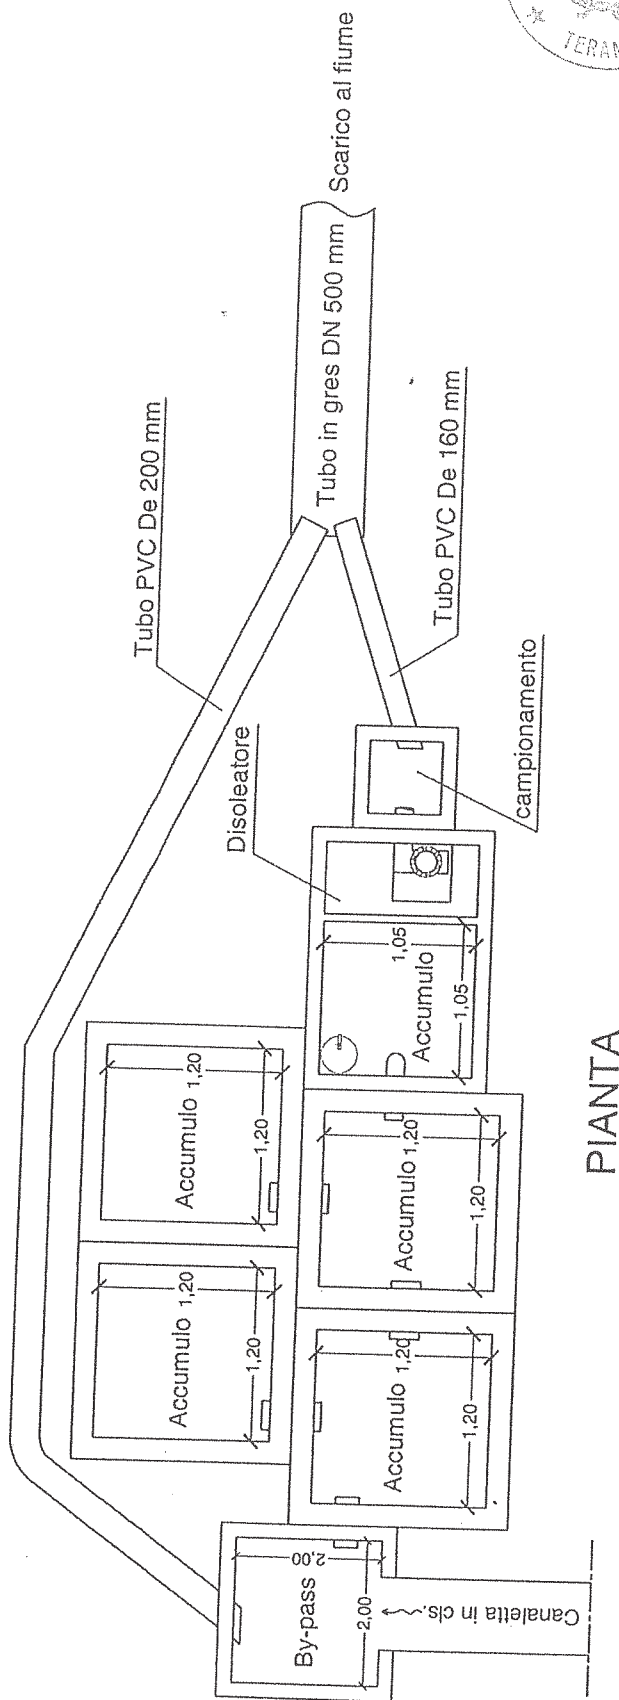 Scarico al fiume
Tubo in gres DN 500 mm
Tubo PVC De 200 mm
Tubo PVC De 160 mm
campionamento
Disoleatore
Accumulo
1,05
1,05
Accumulo
1,20
1,20
Accumulo
1,20
1,20
Accumulo
1,20
1,20
Accumulo
1,20
1,20
By-pass
2,00
2,00
Canaletta in cls.
PIANTA